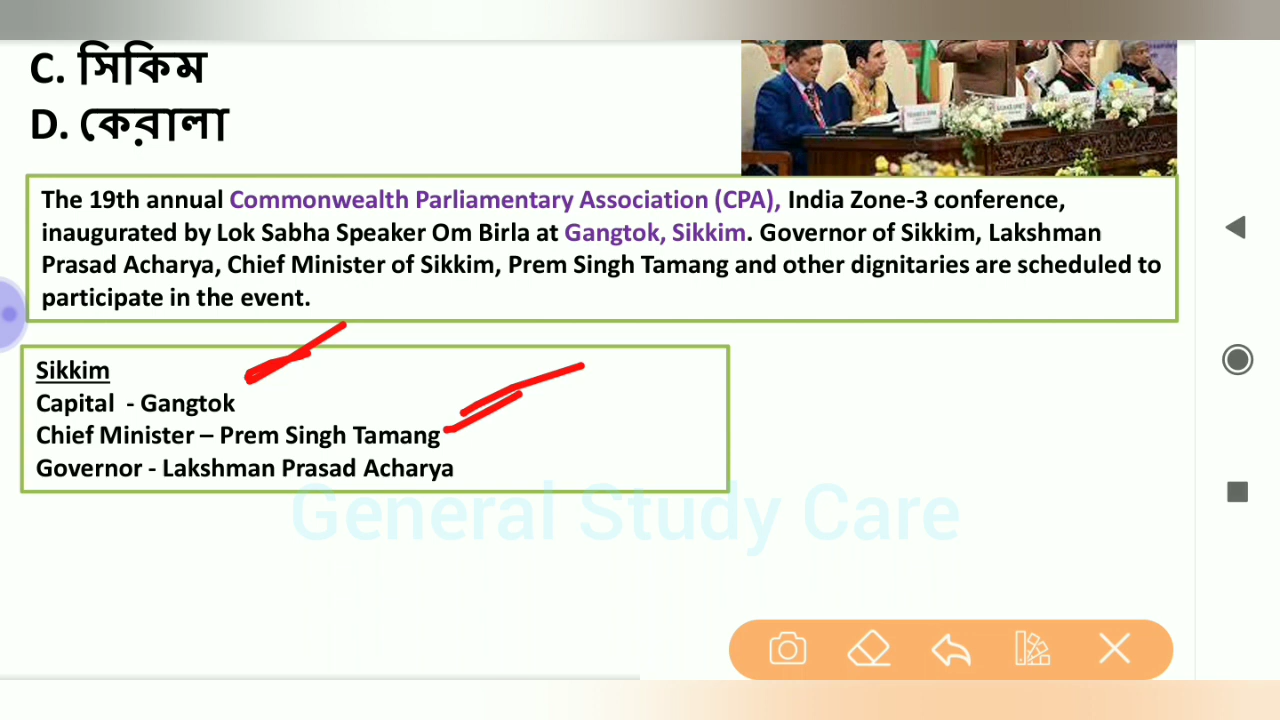 C. সিকিম
D. কেৰালা
The 19th annual Commonwealth Parliamentary Association (CPA), India Zone-3 conference,
inaugurated by Lok Sabha Speaker Om Birla at Gangtok, Sikkim. Governor of Sikkim, Lakshman
Prasad Acharya, Chief Minister of Sikkim, Prem Singh Tamang and other dignitaries are scheduled to
participate in the event.
Sikkim
Capital - Gangtok
Chief Minister – Prem Singh Tamang
Governor - Lakshman Prasad Acharya
General Study Care